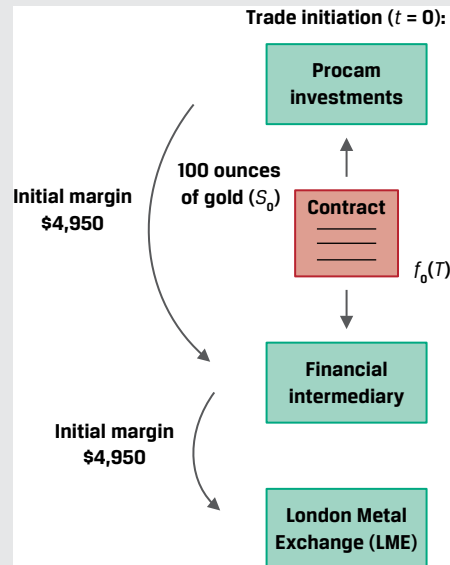 Trade initiation (t = 0):
Procam
investments
100 ounces
of gold (S₀)
Initial margin
$4,950
Contract
f₀(T)
Financial
intermediary
Initial margin
$4,950
London Metal
Exchange (LME)